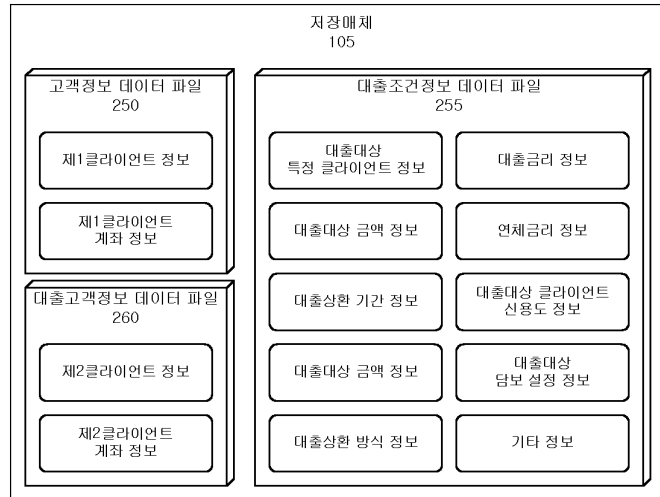 저장매체
105
고객정보 데이터 파일
250
제1클라이언트 정보
제1클라이언트
계좌 정보
대출고객정보 데이터 파일
260
제2클라이언트 정보
제2클라이언트
계좌 정보
대출조건정보 데이터 파일
255
대출대상
특정 클라이언트 정보
대출금리 정보
대출대상 금액 정보
연체금리 정보
대출상환 기간 정보
대출대상 클라이언트
신용도 정보
대출대상 금액 정보
대출대상
담보 설정 정보
대출상환 방식 정보
기타 정보